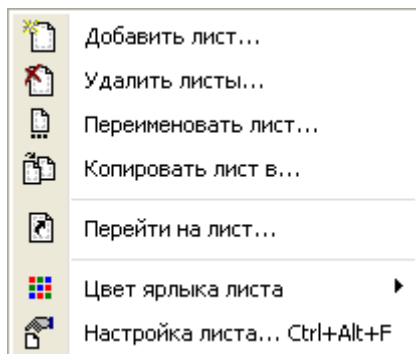 Добавить лист...
Удалить листы...
Переименовать лист...
Копировать лист в...
Перейти на лист...
Цвет ярлыка листа
Настройка листа... Ctrl+Alt+F